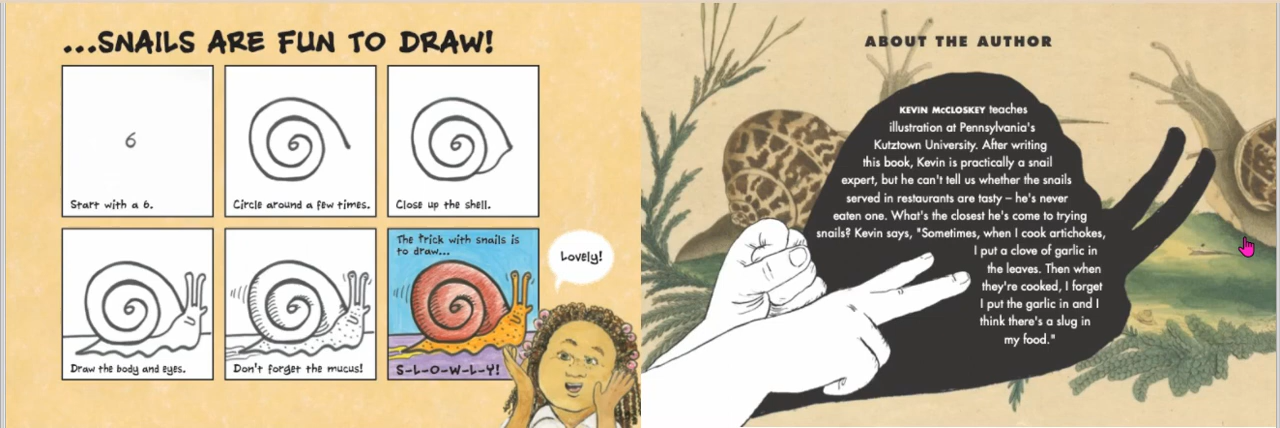 ...SNAILS ARE FUN TO DRAW!
6
Start with a 6.
Circle around a few times.
Close up the shell.
Draw the body and eyes.
Don't forget the mucus!
The trick with snails is
to draw...
S-L-O-W-L-Y!
Lovely!
ABOUT THE AUTHOR
KEVIN McCLOSKEY teaches
illustration at Pennsylvania's
Kutztown University. After writing
this book, Kevin is practically a snail
expert, but he can't tell us whether the snails
served in restaurants are tasty – he's never
eaten one. What's the closest he's come to trying
snails? Kevin says, "Sometimes, when I cook artichokes,
I put a clove of garlic in
the leaves. Then when
they're cooked, I forget
I put the garlic in and I
think there's a slug in
my food."